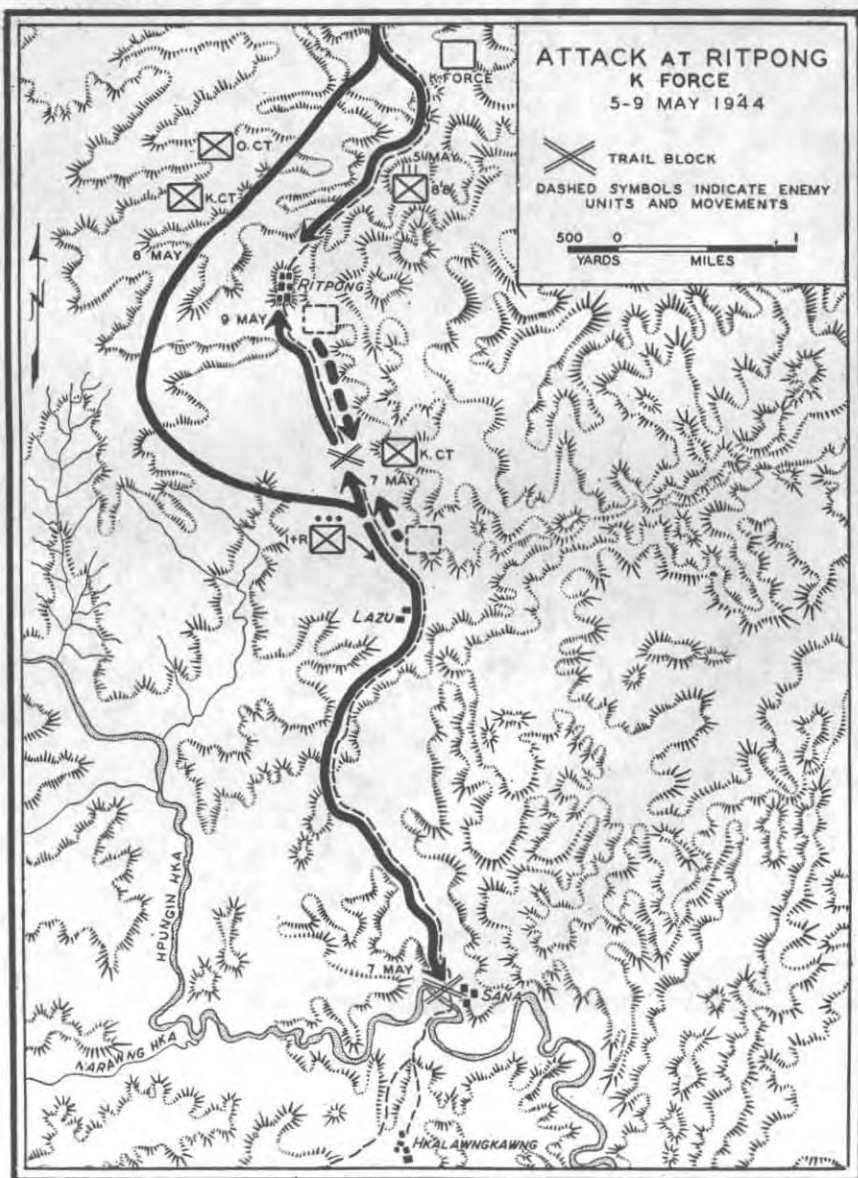 ATTACK AT RITPONG
K FORCE
5-9 MAY 1944
TRAIL BLOCK
DASHED SYMBOLS INDICATE ENEMY
UNITS AND MOVEMENTS
500 0 1
YARDS MILES
K FORCE
O.CT
5 MAY
K.CT
6 MAY
RITPONG
9 MAY
N
K.CT
7 MAY
I+R
LAZU
HPUNGIN HKA
7 MAY
SANA
NARAWNG HKA
HKALAWNGKAWNG